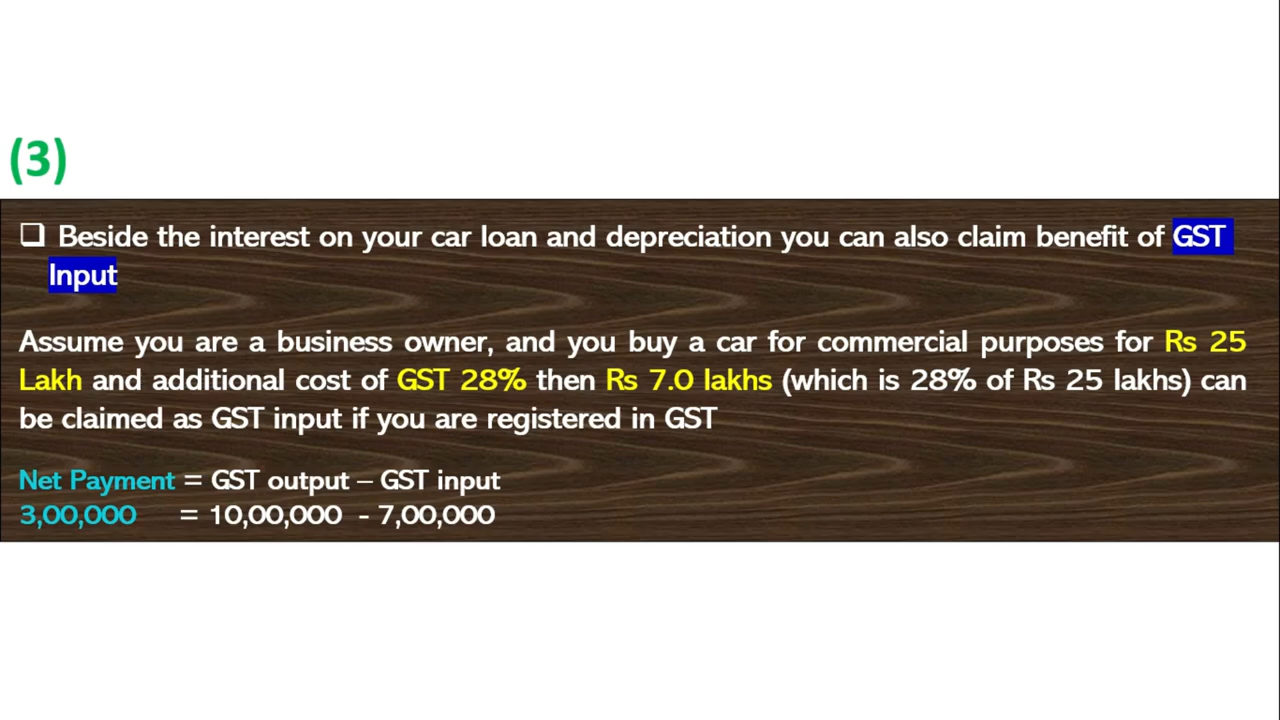 (3)
❑ Beside the interest on your car loan and depreciation you can also claim benefit of GST
Input
Assume you are a business owner, and you buy a car for commercial purposes for Rs 25
Lakh and additional cost of GST 28% then Rs 7.0 lakhs (which is 28% of Rs 25 lakhs) can
be claimed as GST input if you are registered in GST
Net Payment = GST output – GST input
3,00,000 = 10,00,000 - 7,00,000